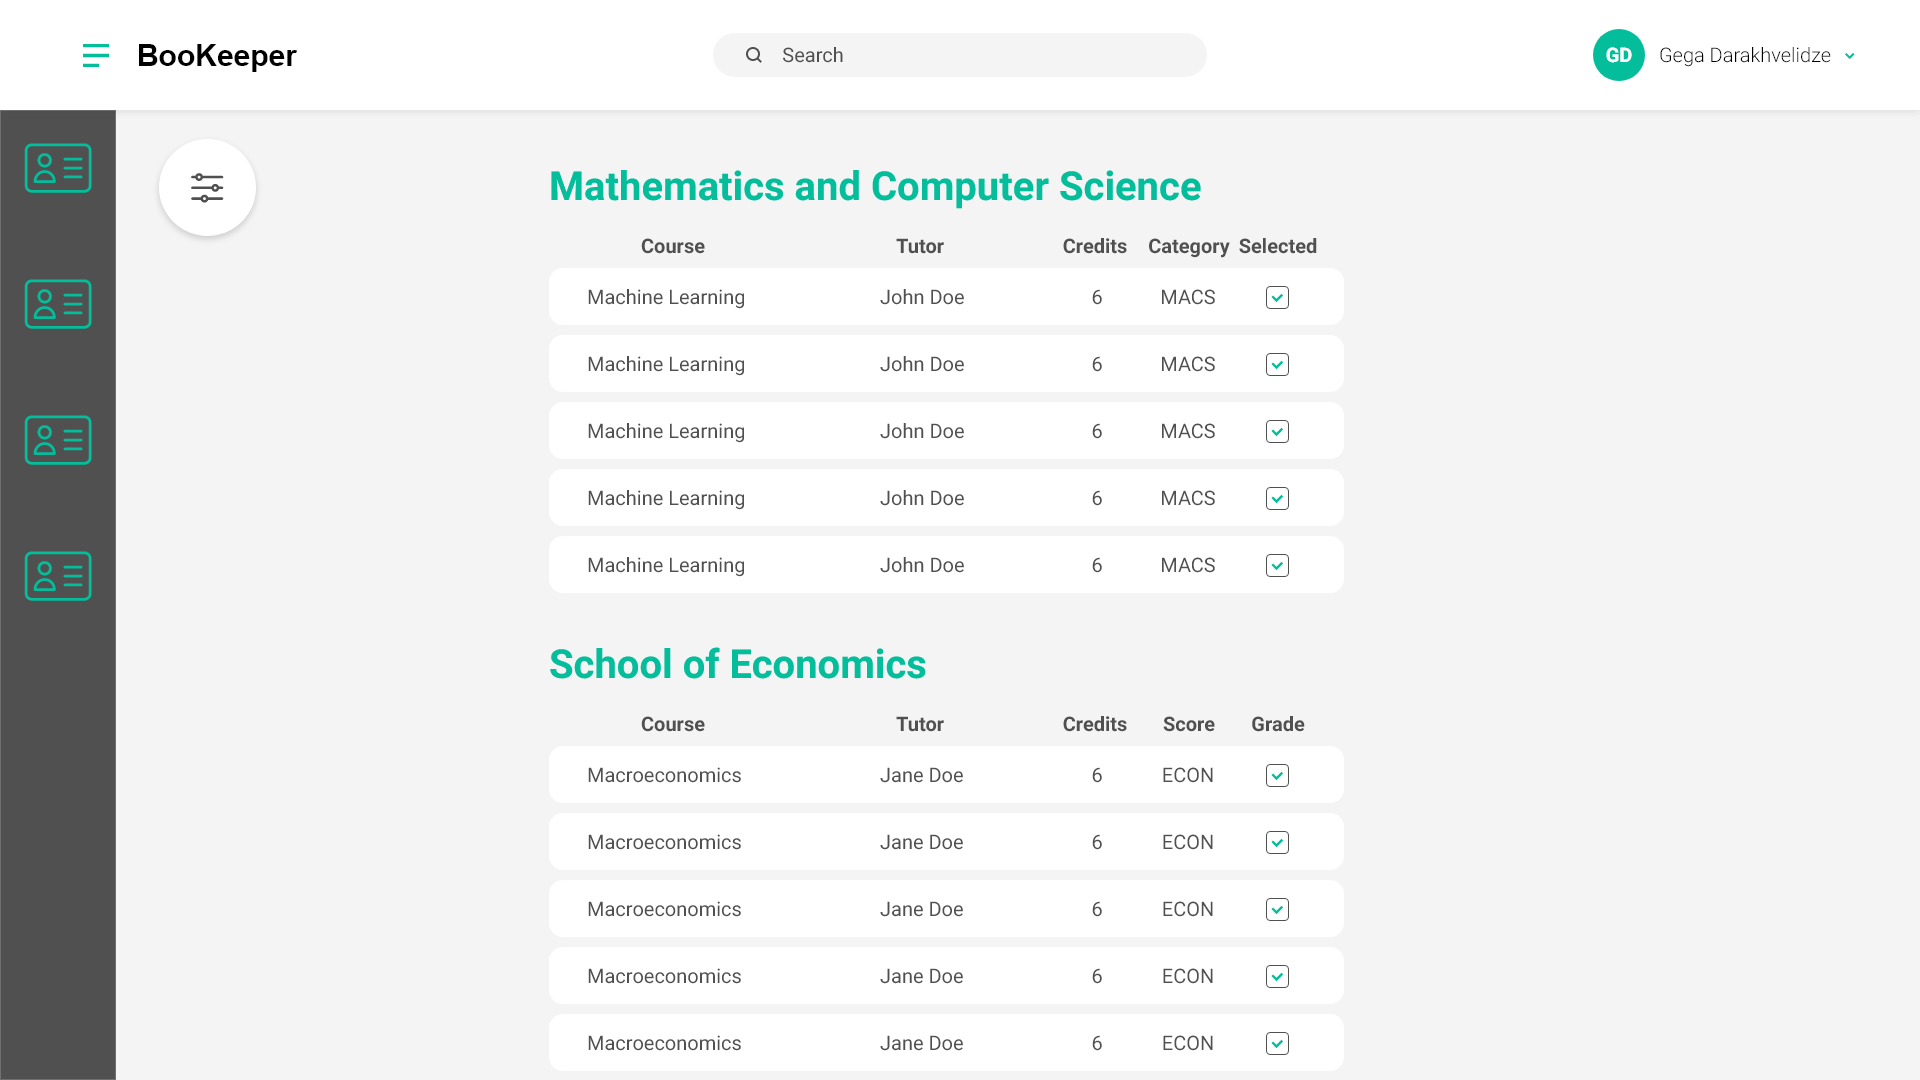 BooKeeper
Search
GD Gega Darakhvelidze
Mathematics and Computer Science
Course Tutor Credits Category Selected
Machine Learning John Doe 6 MACS
Machine Learning John Doe 6 MACS
Machine Learning John Doe 6 MACS
Machine Learning John Doe 6 MACS
Machine Learning John Doe 6 MACS
School of Economics
Course Tutor Credits Score Grade
Macroeconomics Jane Doe 6 ECON
Macroeconomics Jane Doe 6 ECON
Macroeconomics Jane Doe 6 ECON
Macroeconomics Jane Doe 6 ECON
Macroeconomics Jane Doe 6 ECON